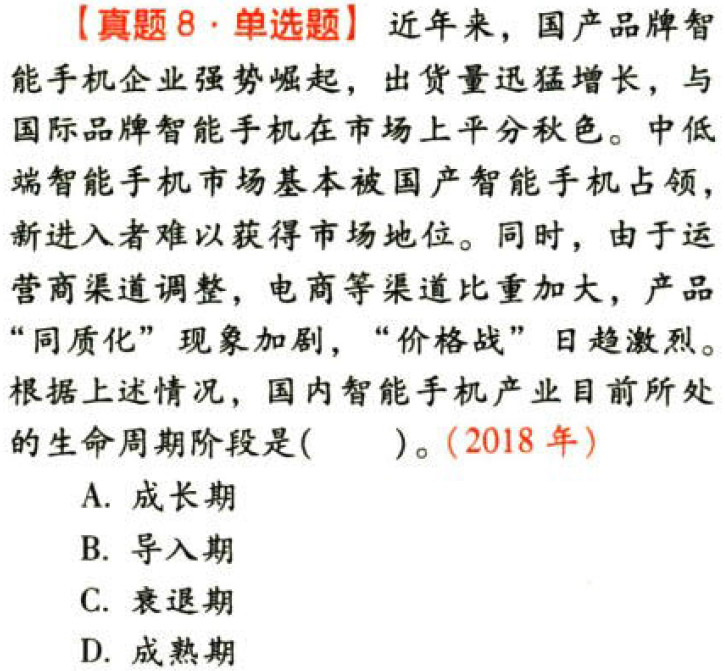 【真题8·单选题】 近年来，国产品牌智
能手机企业强势崛起，出货量迅猛增长，与
国际品牌智能手机在市场上平分秋色。中低
端智能手机市场基本被国产智能手机占领，
新进入者难以获得市场地位。同时，由于运
营商渠道调整，电商等渠道比重加大，产品
“同质化”现象加剧，“价格战”日趋激烈。
根据上述情况，国内智能手机产业目前所处
的生命周期阶段是(　　)。(2018 年)
A. 成长期
B. 导入期
C. 衰退期
D. 成熟期